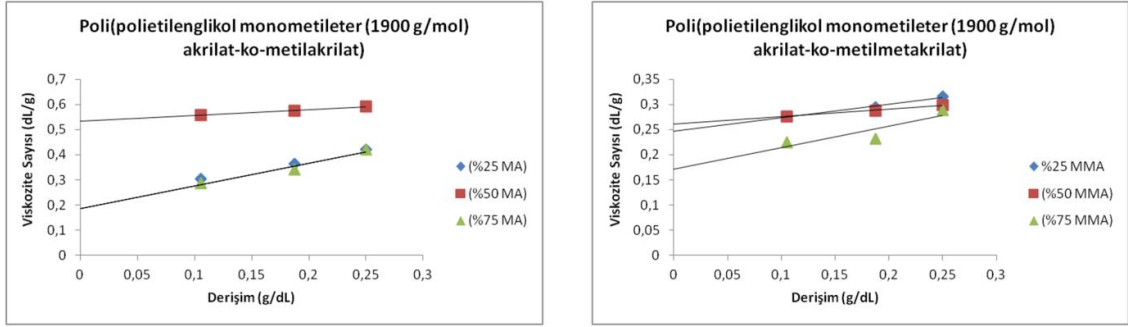 Poli(polietilenglikol monometileter (1900 g/mol)
akrilat-ko-metilakrilat)
Viskozite Sayısı (dL/g)
0,7
0,6
0,5
0,4
0,3
0,2
0,1
0
0 0,05 0,1 0,15 0,2 0,25 0,3
Derişim (g/dL)
(%25 MA)
(%50 MA)
(%75 MA)
Poli(polietilenglikol monometileter (1900 g/mol)
akrilat-ko-metilmetakrilat)
Viskozite Sayısı (dL/g)
0,35
0,3
0,25
0,2
0,15
0,1
0,05
0
0 0,05 0,1 0,15 0,2 0,25 0,3
Derişim (g/dL)
%25 MMA
(%50 MMA)
(%75 MMA)